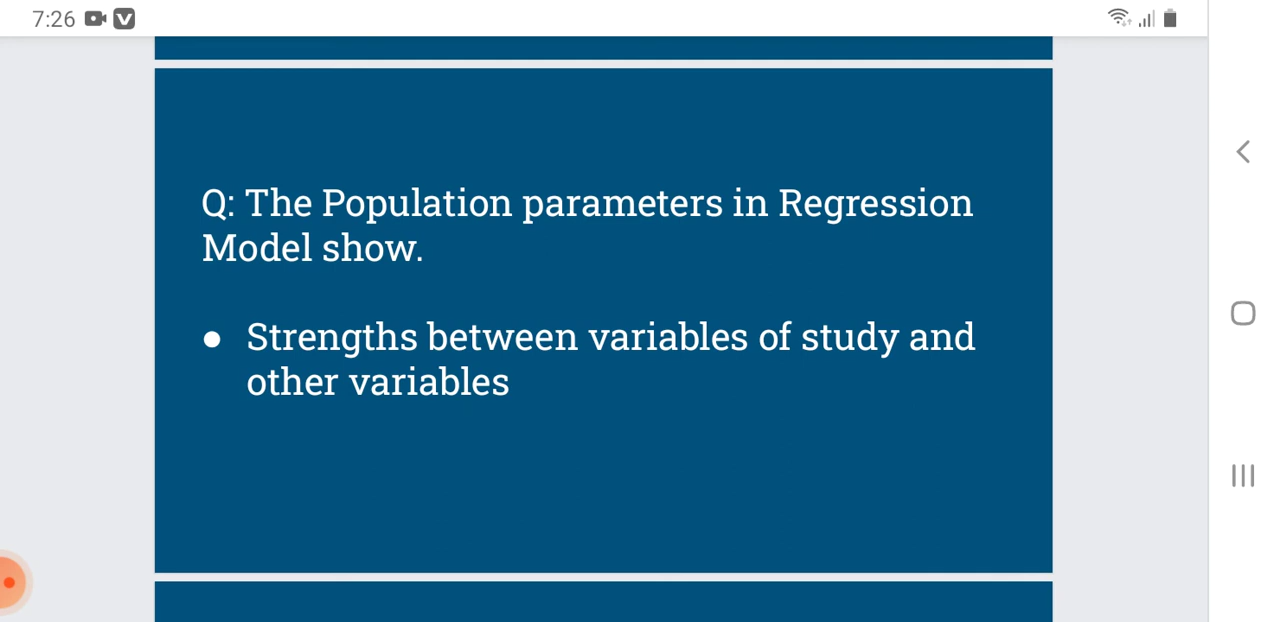 7:26
Q: The Population parameters in Regression
Model show.
● Strengths between variables of study and
other variables